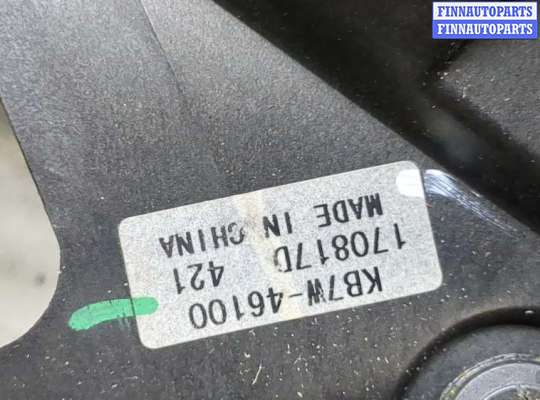 FINNAUTOPARTS
FINNAUTOPARTS
KB7W-46100
170817D 421
MADE IN CHINA